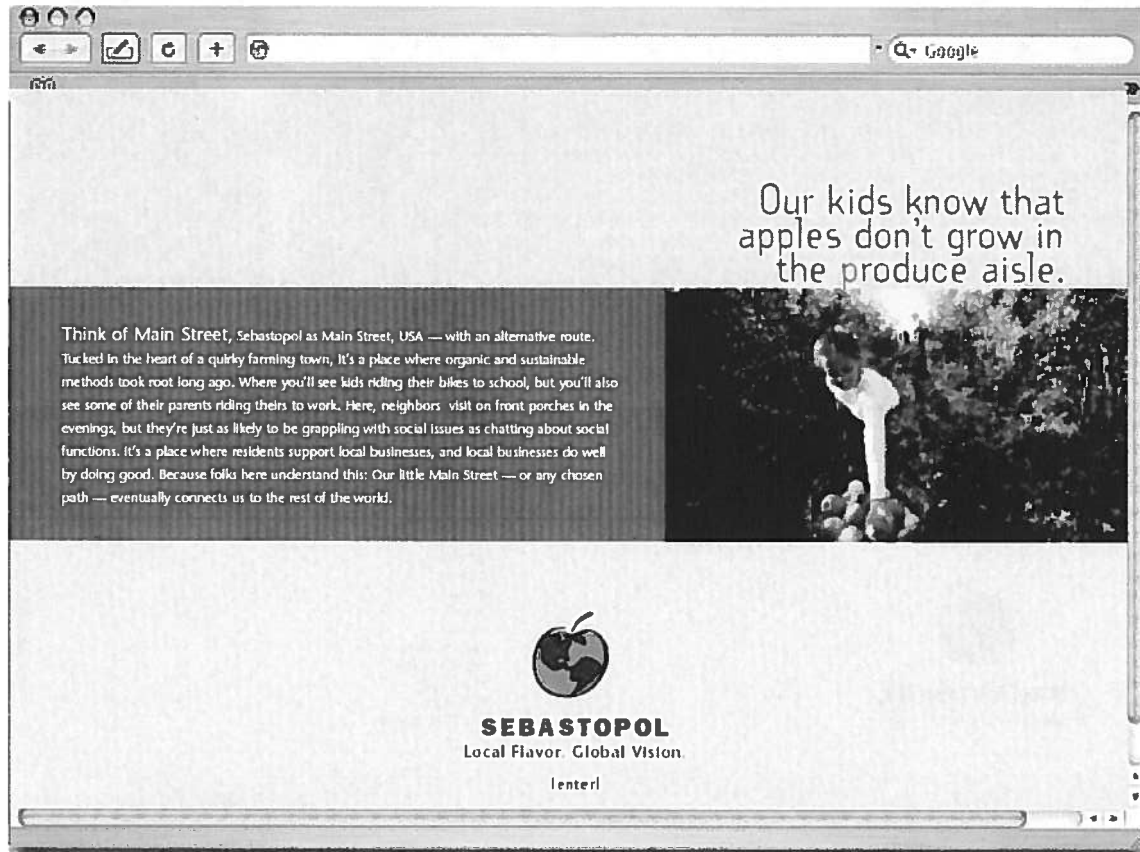 Google
Our kids know that
apples don't grow in
the produce aisle.
Think of Main Street, Sebastopol as Main Street, USA — with an alternative route.
Tucked in the heart of a quirky farming town, it's a place where organic and sustainable
methods took root long ago. Where you'll see kids riding their bikes to school, but you'll also
see some of their parents riding theirs to work. Here, neighbors visit on front porches in the
evenings, but they're just as likely to be grappling with social issues as chatting about social
functions. It's a place where residents support local businesses, and local businesses do well
by doing good. Because folks here understand this: Our little Main Street — or any chosen
path — eventually connects us to the rest of the world.
SEBASTOPOL
Local Flavor. Global Vision.
[enter]